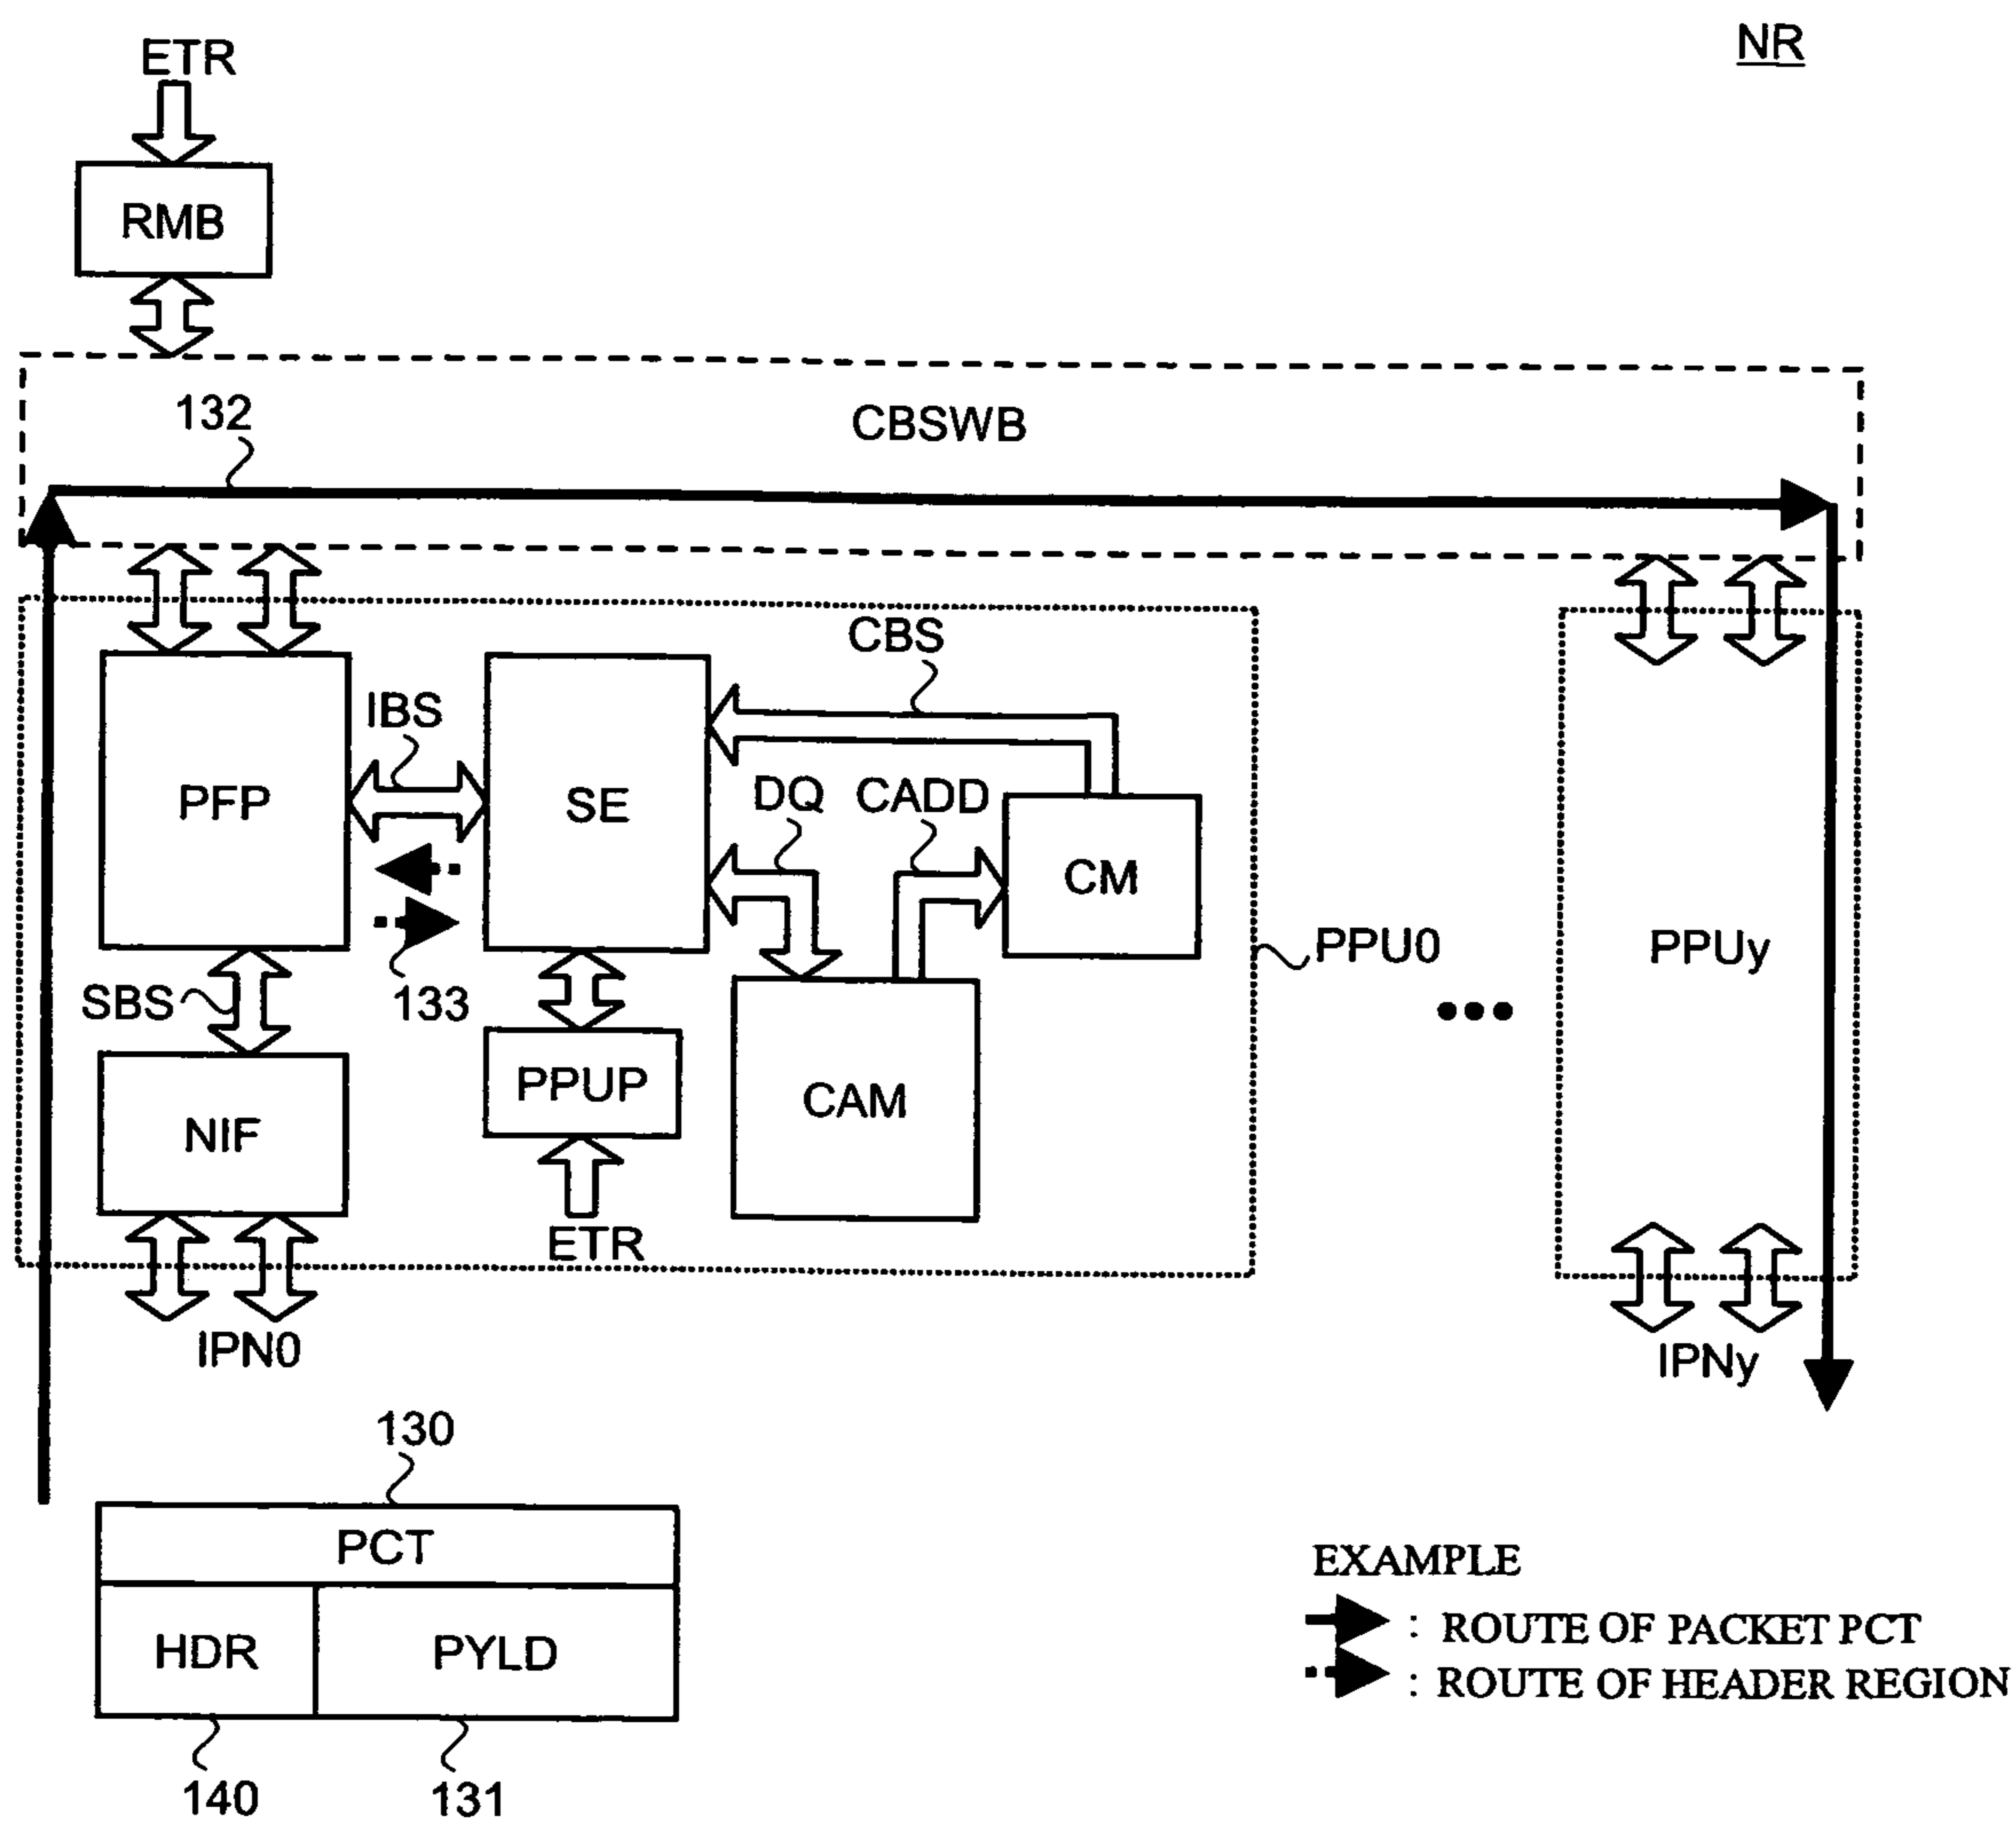 ETR
NR
RMB
132
CBSWB
CBS
IBS
PFP
SE
DQ
CADD
CM
PPU0
PPUy
SBS
133
PPUP
CAM
NIF
ETR
IPN0
IPNy
130
PCT
HDR
PYLD
140
131
EXAMPLE
: ROUTE OF PACKET PCT
: ROUTE OF HEADER REGION